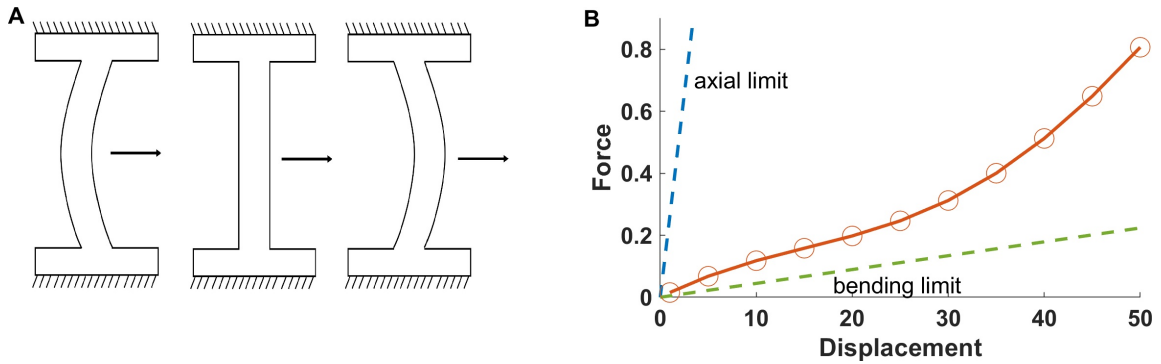 A
B
0.8
0.6
0.4
0.2
0
Force
axial limit
bending limit
0 10 20 30 40 50
Displacement